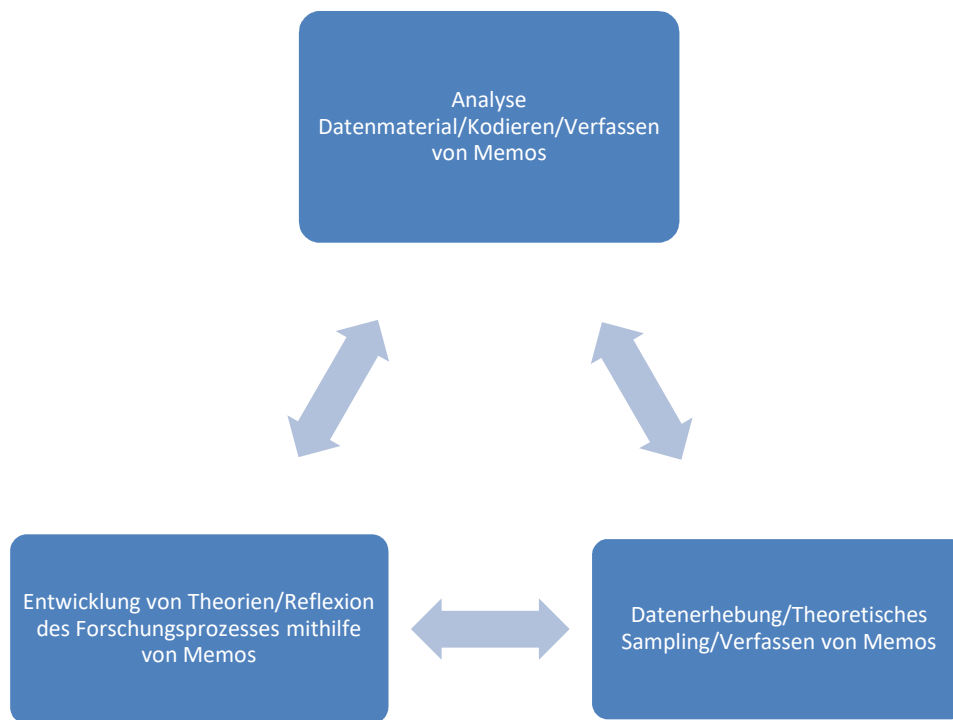 Analyse
Datenmaterial/Kodieren/Verfassen
von Memos
Entwicklung von Theorien/Reflexion
des Forschungsprozesses mithilfe
von Memos
Datenerhebung/Theoretisches
Sampling/Verfassen von Memos